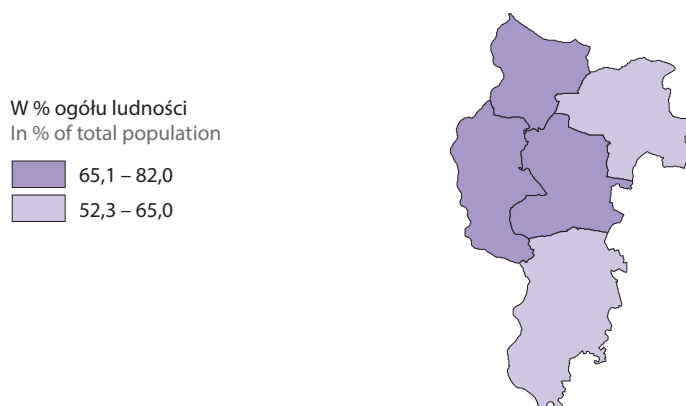 W % ogółu ludności
In % of total population
65,1 – 82,0
52,3 – 65,0